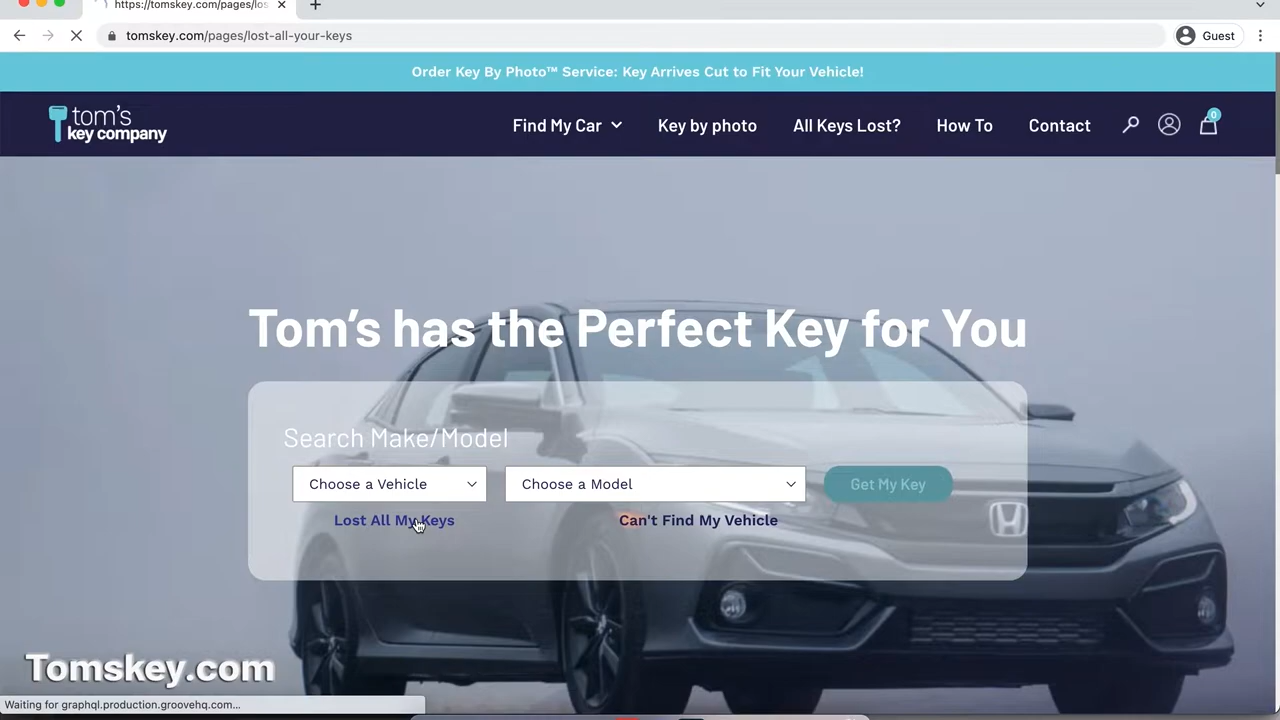 https://tomskey.com/pages/los
tomskey.com/pages/lost-all-your-keys
Guest
Order Key By Photo™ Service: Key Arrives Cut to Fit Your Vehicle!
tom's
key company
Find My Car
Key by photo
All Keys Lost?
How To
Contact
0
Tom's has the Perfect Key for You
Search Make/Model
Choose a Vehicle
Choose a Model
Get My Key
Lost All My Keys
Can't Find My Vehicle
Tomskey.com
Waiting for graphql.production.groovehq.com...